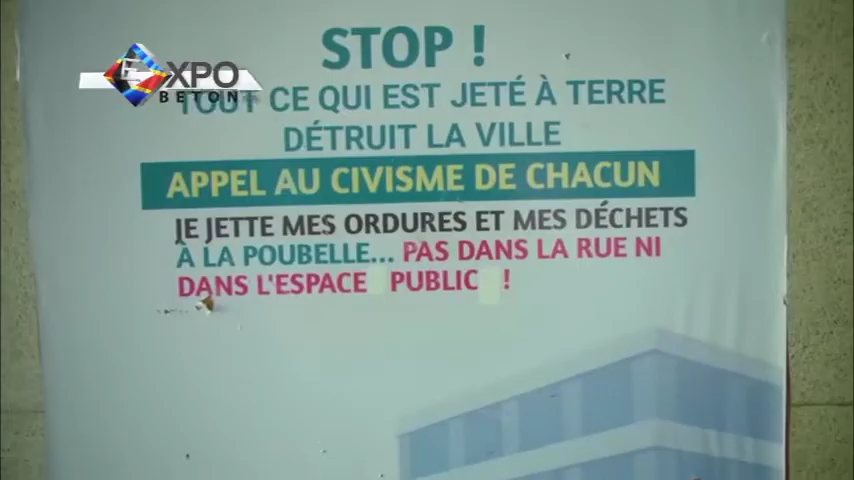 STOP !
EXPO
BETON
TOUT CE QUI EST JETÉ À TERRE
DÉTRUIT LA VILLE
APPEL AU CIVISME DE CHACUN
JE JETTE MES ORDURES ET MES DÉCHETS
À LA POUBELLE... PAS DANS LA RUE NI
DANS L'ESPACE PUBLIC !